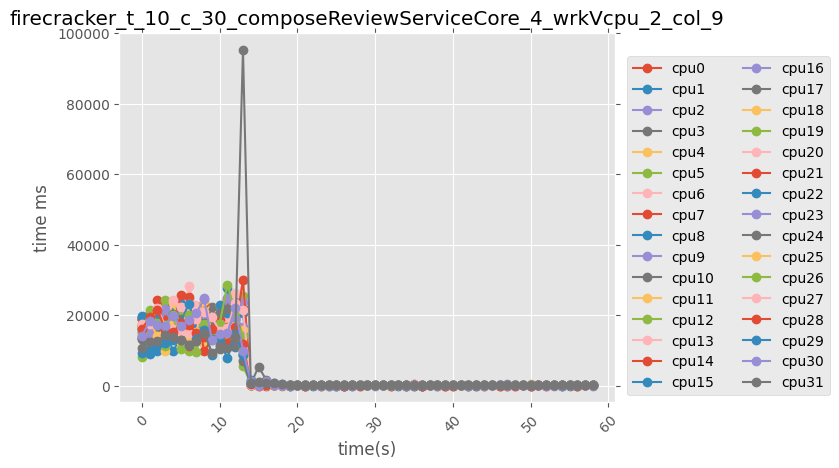 firecracker_t_10_c_30_composeReviewServiceCore_4_wrkVcpu_2_col_9
100000
80000
60000
40000
20000
0
time ms
0
10
20
30
40
50
60
time(s)
cpu0
cpu1
cpu2
cpu3
cpu4
cpu5
cpu6
cpu7
cpu8
cpu9
cpu10
cpu11
cpu12
cpu13
cpu14
cpu15
cpu16
cpu17
cpu18
cpu19
cpu20
cpu21
cpu22
cpu23
cpu24
cpu25
cpu26
cpu27
cpu28
cpu29
cpu30
cpu31